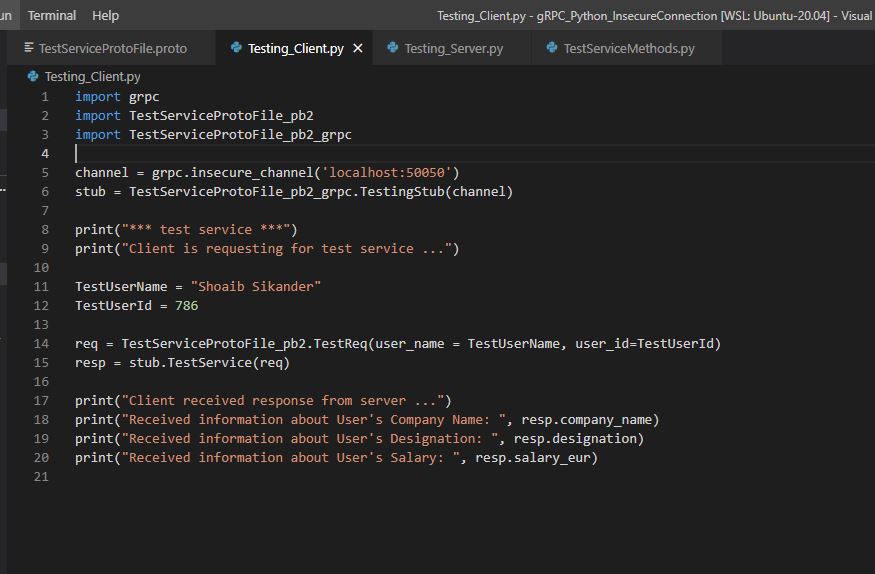 Terminal Help Testing_Client.py - gRPC_Python_InsecureConnection [WSL: Ubuntu-20.04] - Visual
TestServiceProtoFile.proto Testing_Client.py Testing_Server.py TestServiceMethods.py
Testing_Client.py
1 import grpc
2 import TestServiceProtoFile_pb2
3 import TestServiceProtoFile_pb2_grpc
4
5 channel = grpc.insecure_channel('localhost:50050')
6 stub = TestServiceProtoFile_pb2_grpc.TestingStub(channel)
7
8 print("*** test service ***")
9 print("Client is requesting for test service ...")
10
11 TestUserName = "Shoaib Sikander"
12 TestUserId = 786
13
14 req = TestServiceProtoFile_pb2.TestReq(user_name = TestUserName, user_id=TestUserId)
15 resp = stub.TestService(req)
16
17 print("Client received response from server ...")
18 print("Received information about User's Company Name: ", resp.company_name)
19 print("Received information about User's Designation: ", resp.designation)
20 print("Received information about User's Salary: ", resp.salary_eur)
21